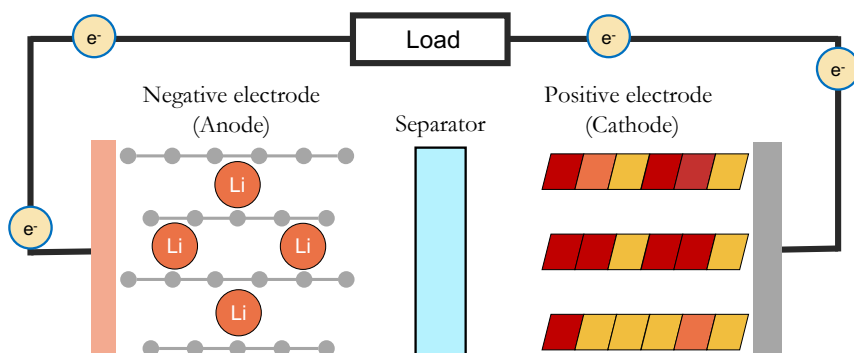 e-
Load
e-
e-
Negative electrode
(Anode)
Separator
Positive electrode
(Cathode)
Li
e-
Li
Li
Li